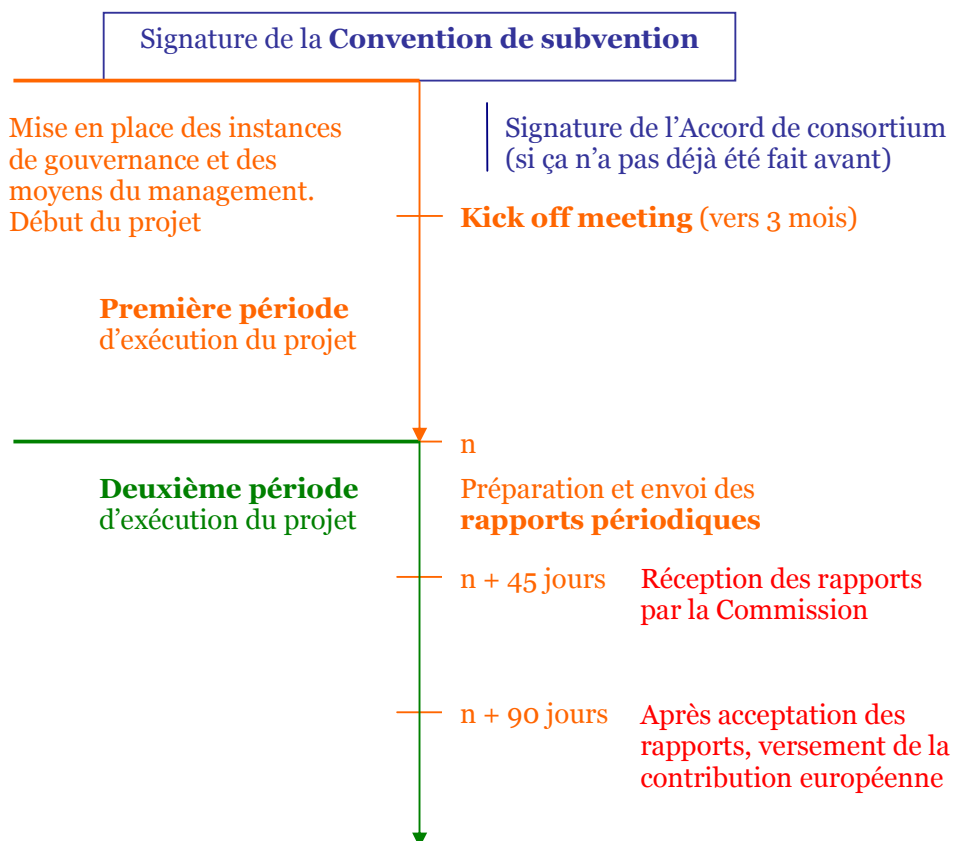 Signature de la Convention de subvention
Mise en place des instances
de gouvernance et des
moyens du management.
Début du projet
Signature de l’Accord de consortium
(si ça n’a pas déjà été fait avant)
Kick off meeting (vers 3 mois)
Première période
d’exécution du projet
n
Deuxième période
d’exécution du projet
Préparation et envoi des
rapports périodiques
n + 45 jours
Réception des rapports
par la Commission
n + 90 jours
Après acceptation des
rapports, versement de la
contribution européenne